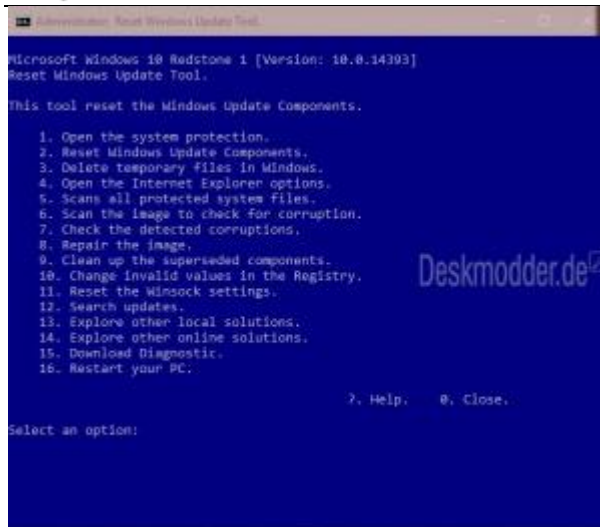 Administrator: Reset Windows Update Tool.
Microsoft Windows 10 Redstone 1 [Version: 10.0.14393]
Reset Windows Update Tool.
This tool reset the Windows Update Components.
1. Open the system protection.
2. Reset Windows Update Components.
3. Delete temporary files in Windows.
4. Open the Internet Explorer options.
5. Scans all protected system files.
6. Scan the image to check for corruption.
7. Check the detected corruptions.
8. Repair the image.
9. Clean up the superseded components.
10. Change invalid values in the Registry.
11. Reset the Winsock settings.
12. Search updates.
13. Explore other local solutions.
14. Explore other online solutions.
15. Download Diagnostic.
16. Restart your PC.
Deskmodder.de
?. Help. 0. Close.
Select an option: